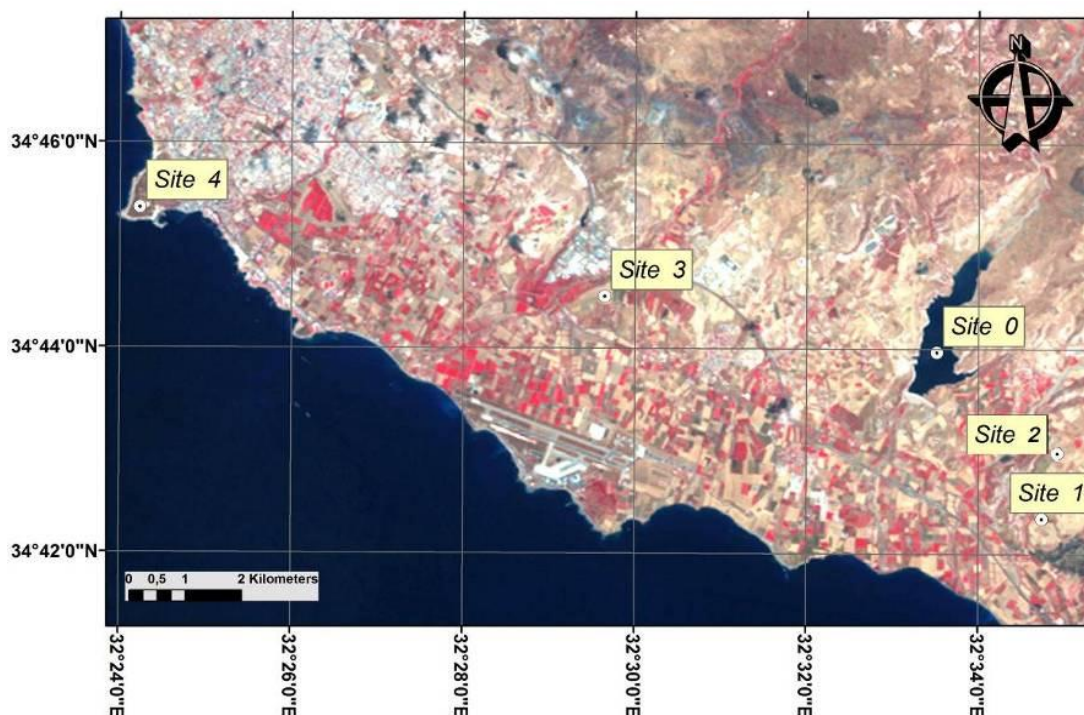 N
34°46'0"N
Site 4
Site 3
Site 0
34°44'0"N
Site 2
Site 1
34°42'0"N
0 0,5 1 2 Kilometers
32°24'0"E
32°26'0"E
32°28'0"E
32°30'0"E
32°32'0"E
32°34'0"E